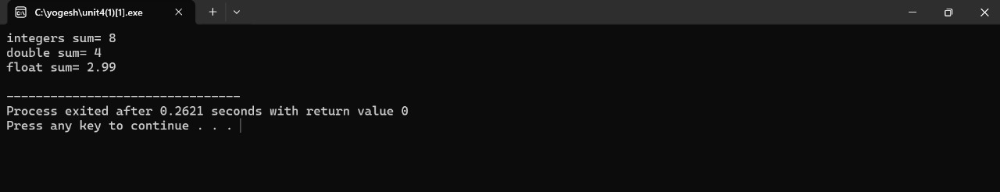 C:\yogesh\unit4(1)[1].exe
integers sum= 8
double sum= 4
float sum= 2.99
--------------------------------
Process exited after 0.2621 seconds with return value 0
Press any key to continue . . .